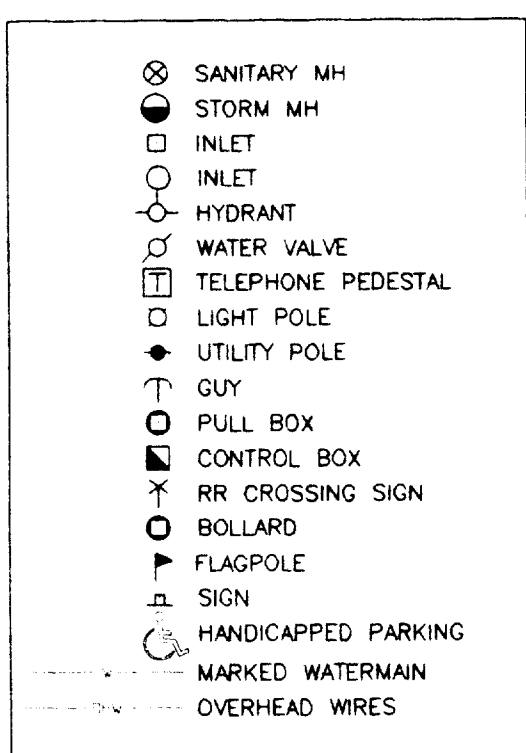 SANITARY MH
STORM MH
INLET
INLET
HYDRANT
WATER VALVE
T TELEPHONE PEDESTAL
LIGHT POLE
UTILITY POLE
GUY
PULL BOX
CONTROL BOX
RR CROSSING SIGN
BOLLARD
FLAGPOLE
SIGN
HANDICAPPED PARKING
w MARKED WATERMAIN
OVERHEAD WIRES